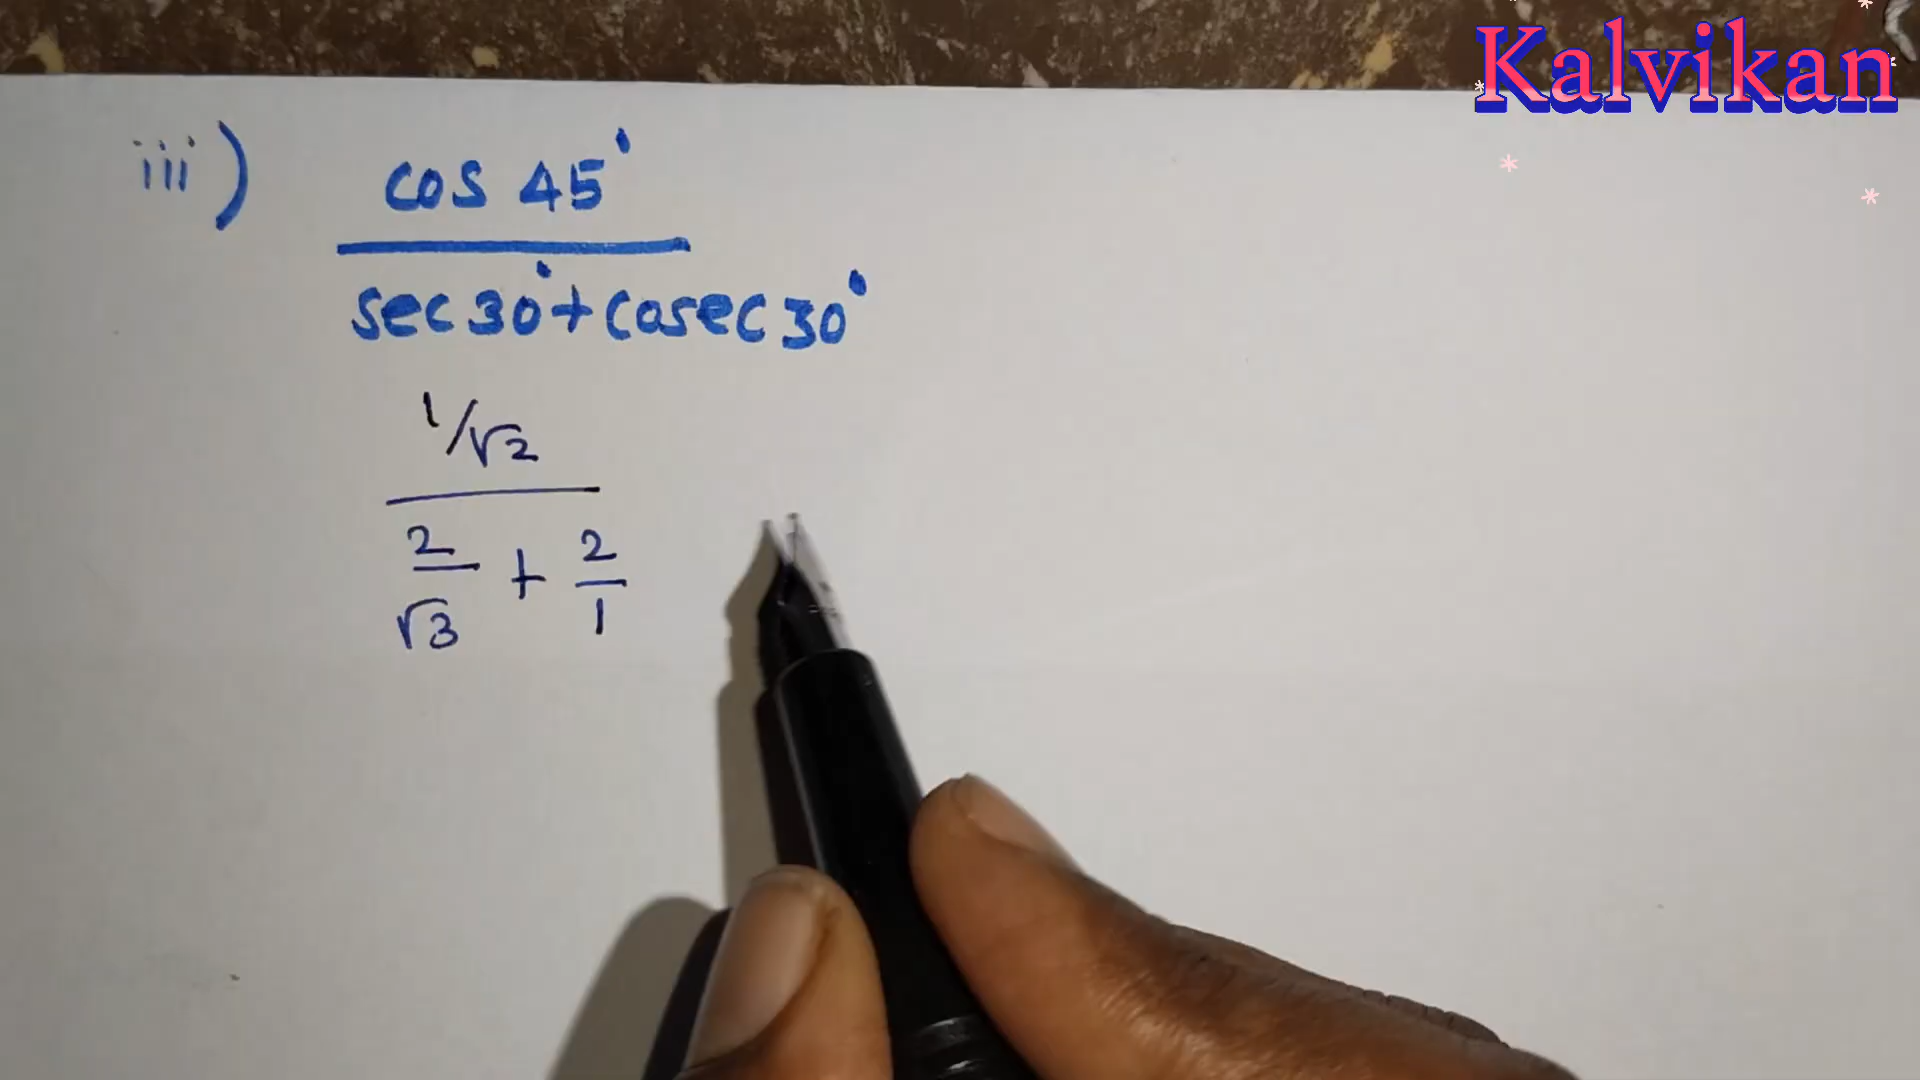 Kalvikan
iii) cos 45°
sec 30° + cosec 30°
1/√2
2/√3 + 2/1